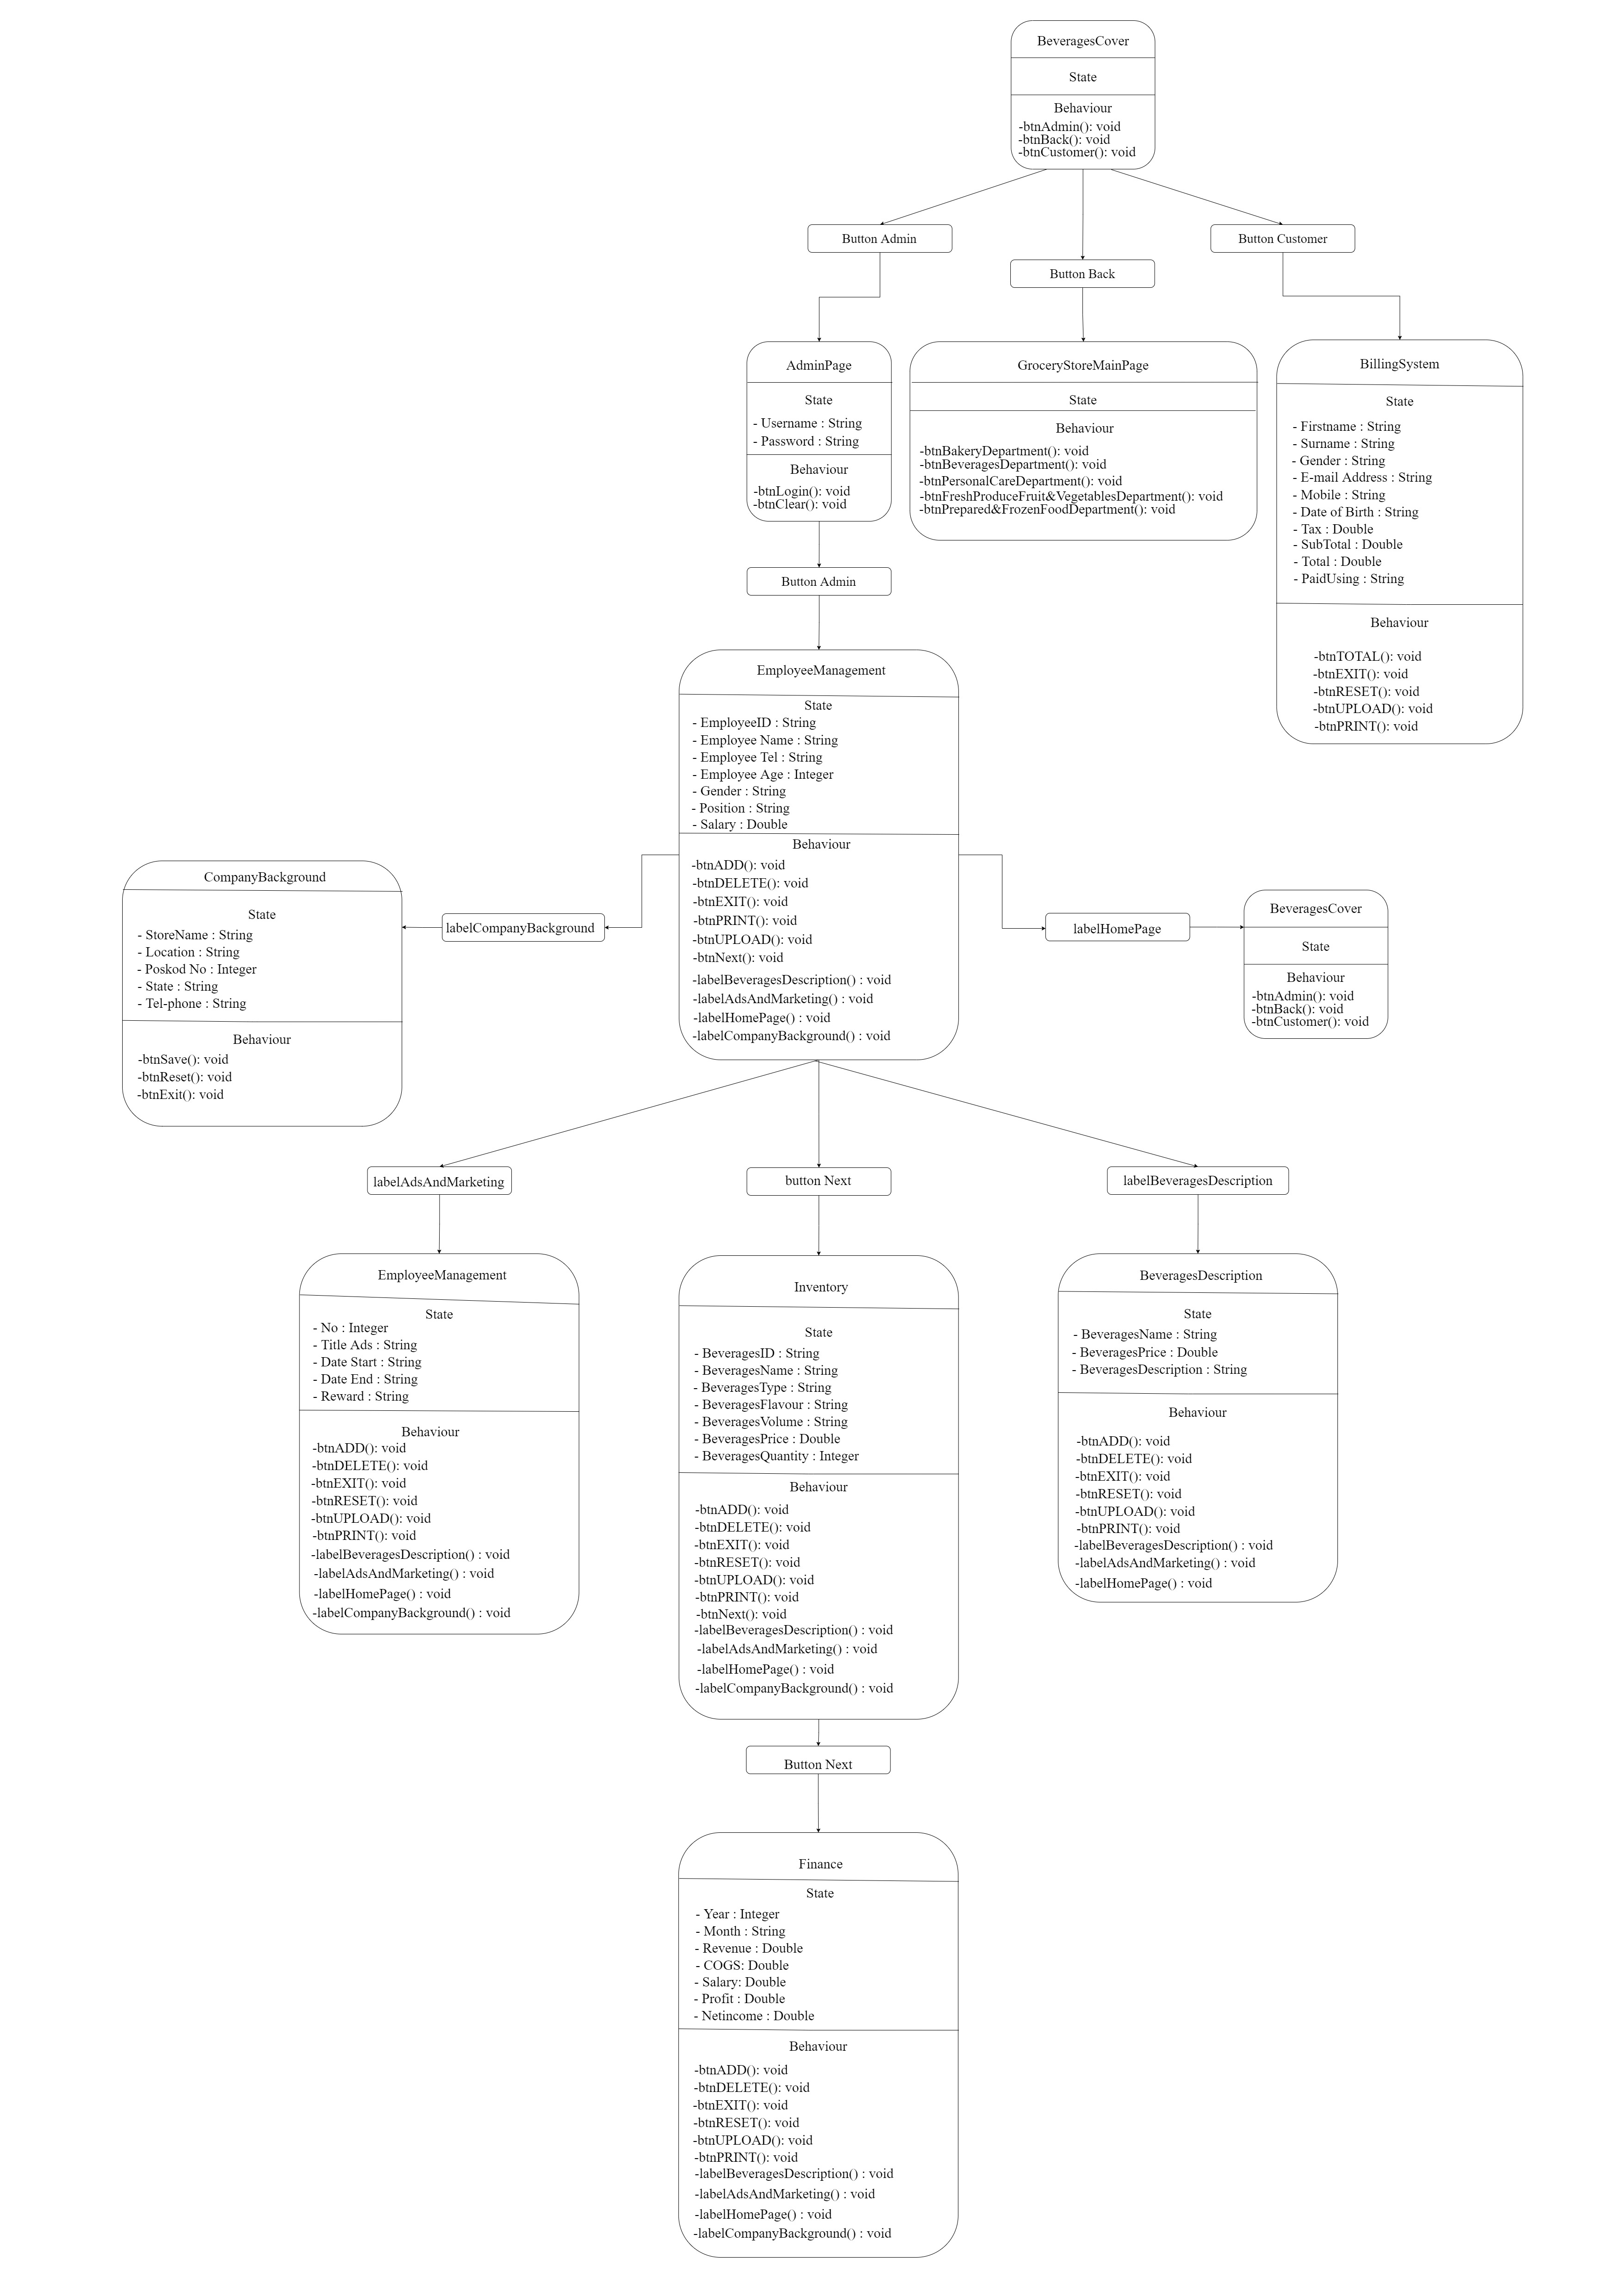 BeveragesCover
State
Behaviour
-btnAdmin(): void
-btnBack(): void
-btnCustomer(): void
Button Admin
Button Back
Button Customer
AdminPage
State
- Username : String
- Password : String
Behaviour
-btnLogin(): void
-btnClear(): void
GroceryStoreMainPage
State
Behaviour
-btnBakeryDepartment(): void
-btnBeveragesDepartment(): void
-btnPersonalCareDepartment(): void
-btnFreshProduceFruit&VegetablesDepartment(): void
-btnPrepared&FrozenFoodDepartment(): void
BillingSystem
State
- Firstname : String
- Surname : String
- Gender : String
- E-mail Address : String
- Mobile : String
- Date of Birth : String
- Tax : Double
- SubTotal : Double
- Total : Double
- PaidUsing : String
Behaviour
-btnTOTAL(): void
-btnEXIT(): void
-btnRESET(): void
-btnUPLOAD(): void
-btnPRINT(): void
Button Admin
EmployeeManagement
State
- EmployeeID : String
- Employee Name : String
- Employee Tel : String
- Employee Age : Integer
- Gender : String
- Position : String
- Salary : Double
Behaviour
-btnADD(): void
-btnDELETE(): void
-btnEXIT(): void
-btnPRINT(): void
-btnUPLOAD(): void
-btnNext(): void
-labelBeveragesDescription() : void
-labelAdsAndMarketing() : void
-labelHomePage() : void
-labelCompanyBackground() : void
CompanyBackground
State
- StoreName : String
- Location : String
- Poskod No : Integer
- State : String
- Tel-phone : String
Behaviour
-btnSave(): void
-btnReset(): void
-btnExit(): void
labelCompanyBackground
labelHomePage
BeveragesCover
State
Behaviour
-btnAdmin(): void
-btnBack(): void
-btnCustomer(): void
labelAdsAndMarketing
button Next
labelBeveragesDescription
EmployeeManagement
State
- No : Integer
- Title Ads : String
- Date Start : String
- Date End : String
- Reward : String
Behaviour
-btnADD(): void
-btnDELETE(): void
-btnEXIT(): void
-btnRESET(): void
-btnUPLOAD(): void
-btnPRINT(): void
-labelBeveragesDescription() : void
-labelAdsAndMarketing() : void
-labelHomePage() : void
-labelCompanyBackground() : void
Inventory
State
- BeveragesID : String
- BeveragesName : String
- BeveragesType : String
- BeveragesFlavour : String
- BeveragesVolume : String
- BeveragesPrice : Double
- BeveragesQuantity : Integer
Behaviour
-btnADD(): void
-btnDELETE(): void
-btnEXIT(): void
-btnRESET(): void
-btnUPLOAD(): void
-btnPRINT(): void
-btnNext(): void
-labelBeveragesDescription() : void
-labelAdsAndMarketing() : void
-labelHomePage() : void
-labelCompanyBackground() : void
BeveragesDescription
State
- BeveragesName : String
- BeveragesPrice : Double
- BeveragesDescription : String
Behaviour
-btnADD(): void
-btnDELETE(): void
-btnEXIT(): void
-btnRESET(): void
-btnUPLOAD(): void
-btnPRINT(): void
-labelBeveragesDescription() : void
-labelAdsAndMarketing() : void
-labelHomePage() : void
Button Next
Finance
State
- Year : Integer
- Month : String
- Revenue : Double
- COGS: Double
- Salary: Double
- Profit : Double
- Netincome : Double
Behaviour
-btnADD(): void
-btnDELETE(): void
-btnEXIT(): void
-btnRESET(): void
-btnUPLOAD(): void
-btnPRINT(): void
-labelBeveragesDescription() : void
-labelAdsAndMarketing() : void
-labelHomePage() : void
-labelCompanyBackground() : void